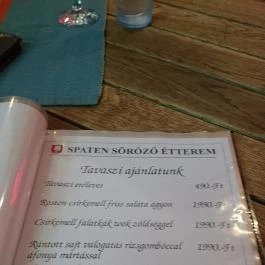 SPATEN SÖRÖZŐ ÉTTEREM
Tavaszi ajánlatunk
Tavaszi erőleves 490.-Ft
Roston csirkemell friss saláta ágyon 1990.-Ft
Csirkemell falatkák wok zöldséggel 1990.-Ft
Rántott sajt válogatás rizsgombóccal 1990.-Ft
áfonya mártással